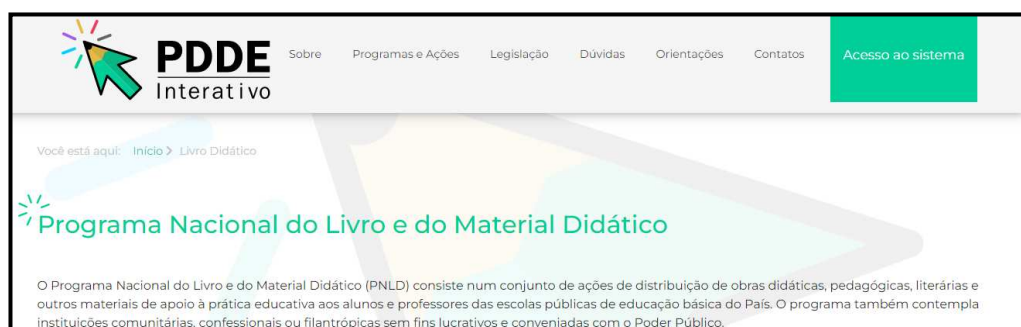 PDDE
Interativo
Sobre Programas e Ações Legislação Dúvidas Orientações Contatos Acesso ao sistema
Você está aqui: Início > Livro Didático
Programa Nacional do Livro e do Material Didático
O Programa Nacional do Livro e do Material Didático (PNLD) consiste num conjunto de ações de distribuição de obras didáticas, pedagógicas, literárias e
outros materiais de apoio à prática educativa aos alunos e professores das escolas públicas de educação básica do País. O programa também contempla
instituições comunitárias, confessionais ou filantrópicas sem fins lucrativos e conveniadas com o Poder Público.